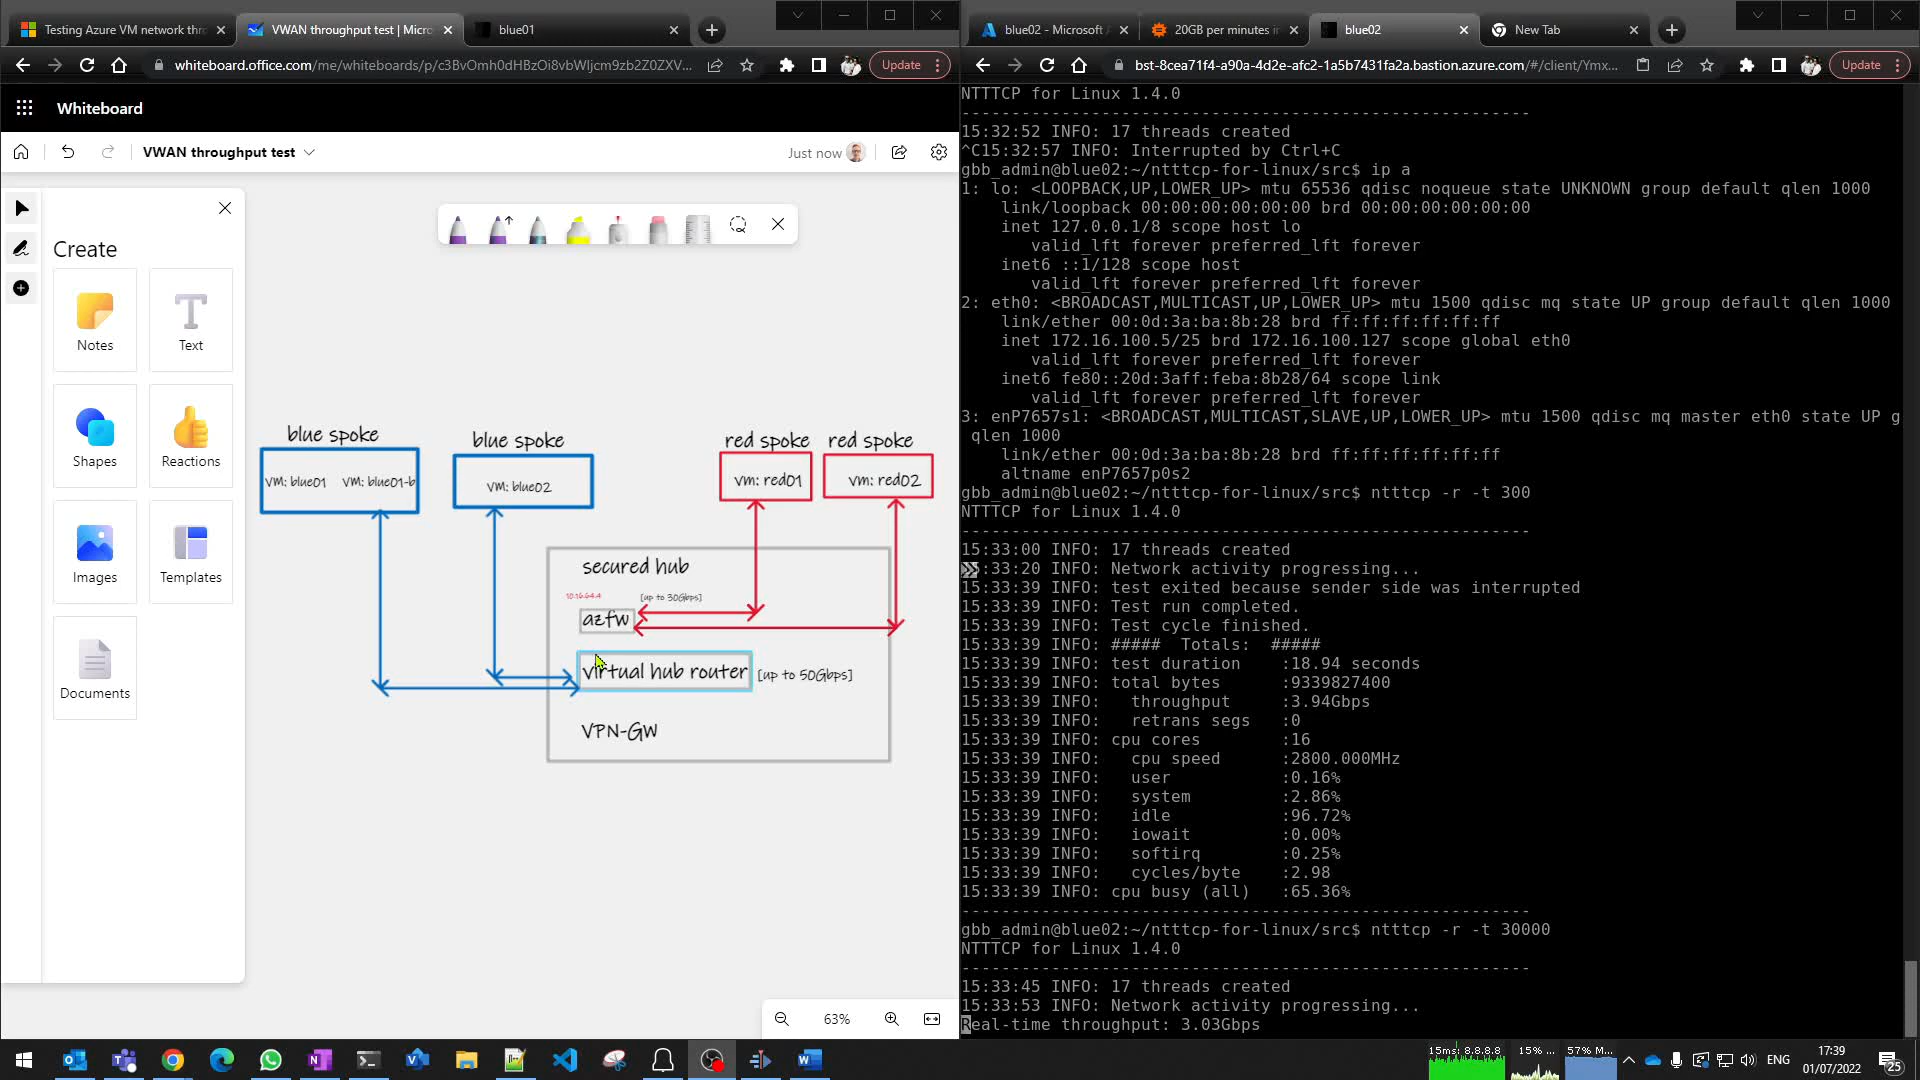 Testing Azure VM network thr
VWAN throughput test | Micro
blue01
whiteboard.office.com/me/whiteboards/p/c3BvOmh0dHBzOi8vbWljcm9zb2Z0ZXV...
Update
Whiteboard
VWAN throughput test
Just now
Create
Notes
Text
Shapes
Reactions
Images
Templates
Documents
blue spoke
blue spoke
red spoke
red spoke
vm: blue01
vm: blue01-b
vm: blue02
vm: red01
vm: red02
secured hub
10.16.64.4
[up to 30Gbps]
azfw
virtual hub router
[up to 50Gbps]
VPN-GW
63%
blue02 - Microsoft
20GB per minutes i
blue02
New Tab
bst-8cea71f4-a90a-4d2e-afc2-1a5b7431fa2a.bastion.azure.com/#/client/Ymx...
Update
NTTTCP for Linux 1.4.0
---------------------------------------------------------
15:32:52 INFO: 17 threads created
^C15:32:57 INFO: Interrupted by Ctrl+C
gbb_admin@blue02:~/ntttcp-for-linux/src$ ip a
1: lo: <LOOPBACK,UP,LOWER_UP> mtu 65536 qdisc noqueue state UNKNOWN group default qlen 1000
link/loopback 00:00:00:00:00:00 brd 00:00:00:00:00:00
inet 127.0.0.1/8 scope host lo
valid_lft forever preferred_lft forever
inet6 ::1/128 scope host
valid_lft forever preferred_lft forever
2: eth0: <BROADCAST,MULTICAST,UP,LOWER_UP> mtu 1500 qdisc mq state UP group default qlen 1000
link/ether 00:0d:3a:ba:8b:28 brd ff:ff:ff:ff:ff:ff
inet 172.16.100.5/25 brd 172.16.100.127 scope global eth0
valid_lft forever preferred_lft forever
inet6 fe80::20d:3aff:feba:8b28/64 scope link
valid_lft forever preferred_lft forever
3: enP7657s1: <BROADCAST,MULTICAST,SLAVE,UP,LOWER_UP> mtu 1500 qdisc mq master eth0 state UP g
qlen 1000
link/ether 00:0d:3a:ba:8b:28 brd ff:ff:ff:ff:ff:ff
altname enP7657p0s2
gbb_admin@blue02:~/ntttcp-for-linux/src$ ntttcp -r -t 300
NTTTCP for Linux 1.4.0
---------------------------------------------------------
15:33:00 INFO: 17 threads created
:33:20 INFO: Network activity progressing...
15:33:39 INFO: test exited because sender side was interrupted
15:33:39 INFO: Test run completed.
15:33:39 INFO: Test cycle finished.
15:33:39 INFO: ##### Totals: #####
15:33:39 INFO: test duration :18.94 seconds
15:33:39 INFO: total bytes :9339827400
15:33:39 INFO: throughput :3.94Gbps
15:33:39 INFO: retrans segs :0
15:33:39 INFO: cpu cores :16
15:33:39 INFO: cpu speed :2800.000MHz
15:33:39 INFO: user :0.16%
15:33:39 INFO: system :2.86%
15:33:39 INFO: idle :96.72%
15:33:39 INFO: iowait :0.00%
15:33:39 INFO: softirq :0.25%
15:33:39 INFO: cycles/byte :2.98
15:33:39 INFO: cpu busy (all) :65.36%
---------------------------------------------------------
gbb_admin@blue02:~/ntttcp-for-linux/src$ ntttcp -r -t 30000
NTTTCP for Linux 1.4.0
---------------------------------------------------------
15:33:45 INFO: 17 threads created
15:33:53 INFO: Network activity progressing...
Real-time throughput: 3.03Gbps
15ms: 8.8.8.8
15% ...
57% M...
ENG
17:39
01/07/2022
25